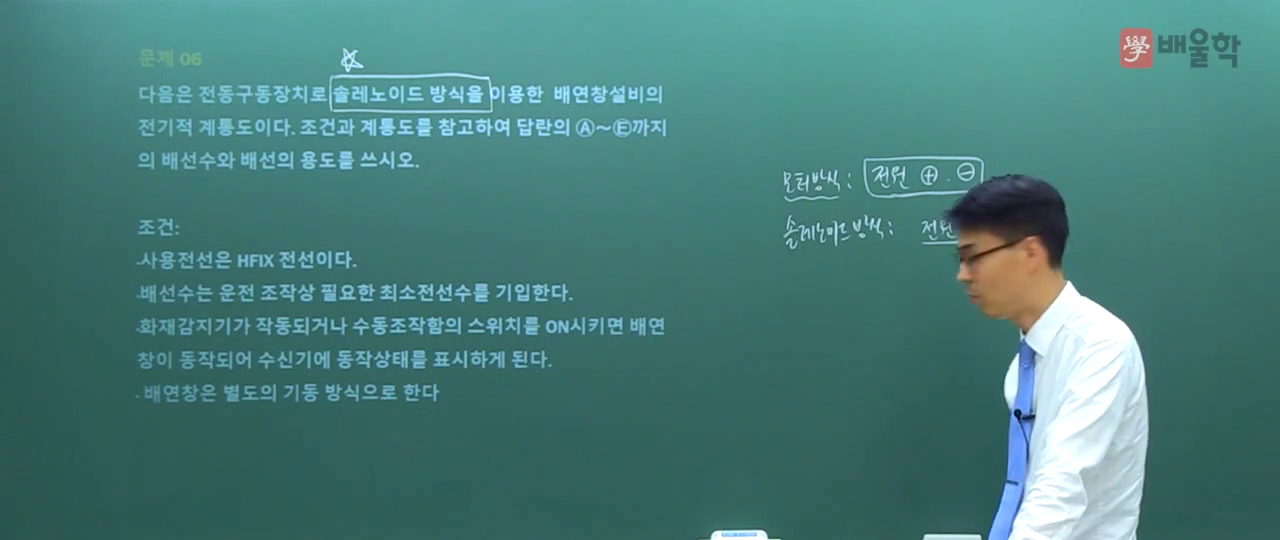 學 배울학
문제 06
다음은 전동구동장치로 솔레노이드 방식을 이용한 배연창설비의
전기적 계통도이다. 조건과 계통도를 참고하여 답란의 Ⓐ～Ⓔ까지
의 배선수와 배선의 용도를 쓰시오.
조건:
·사용전선은 HFIX 전선이다.
·배선수는 운전 조작상 필요한 최소전선수를 기입한다.
·화재감지기가 작동되거나 수동조작함의 스위치를 ON시키면 배연
창이 동작되어 수신기에 동작상태를 표시하게 된다.
· 배연창은 별도의 기동 방식으로 한다
모터방식 : 전원 ⊕ · ⊖
솔레노이드 방식 : 전원